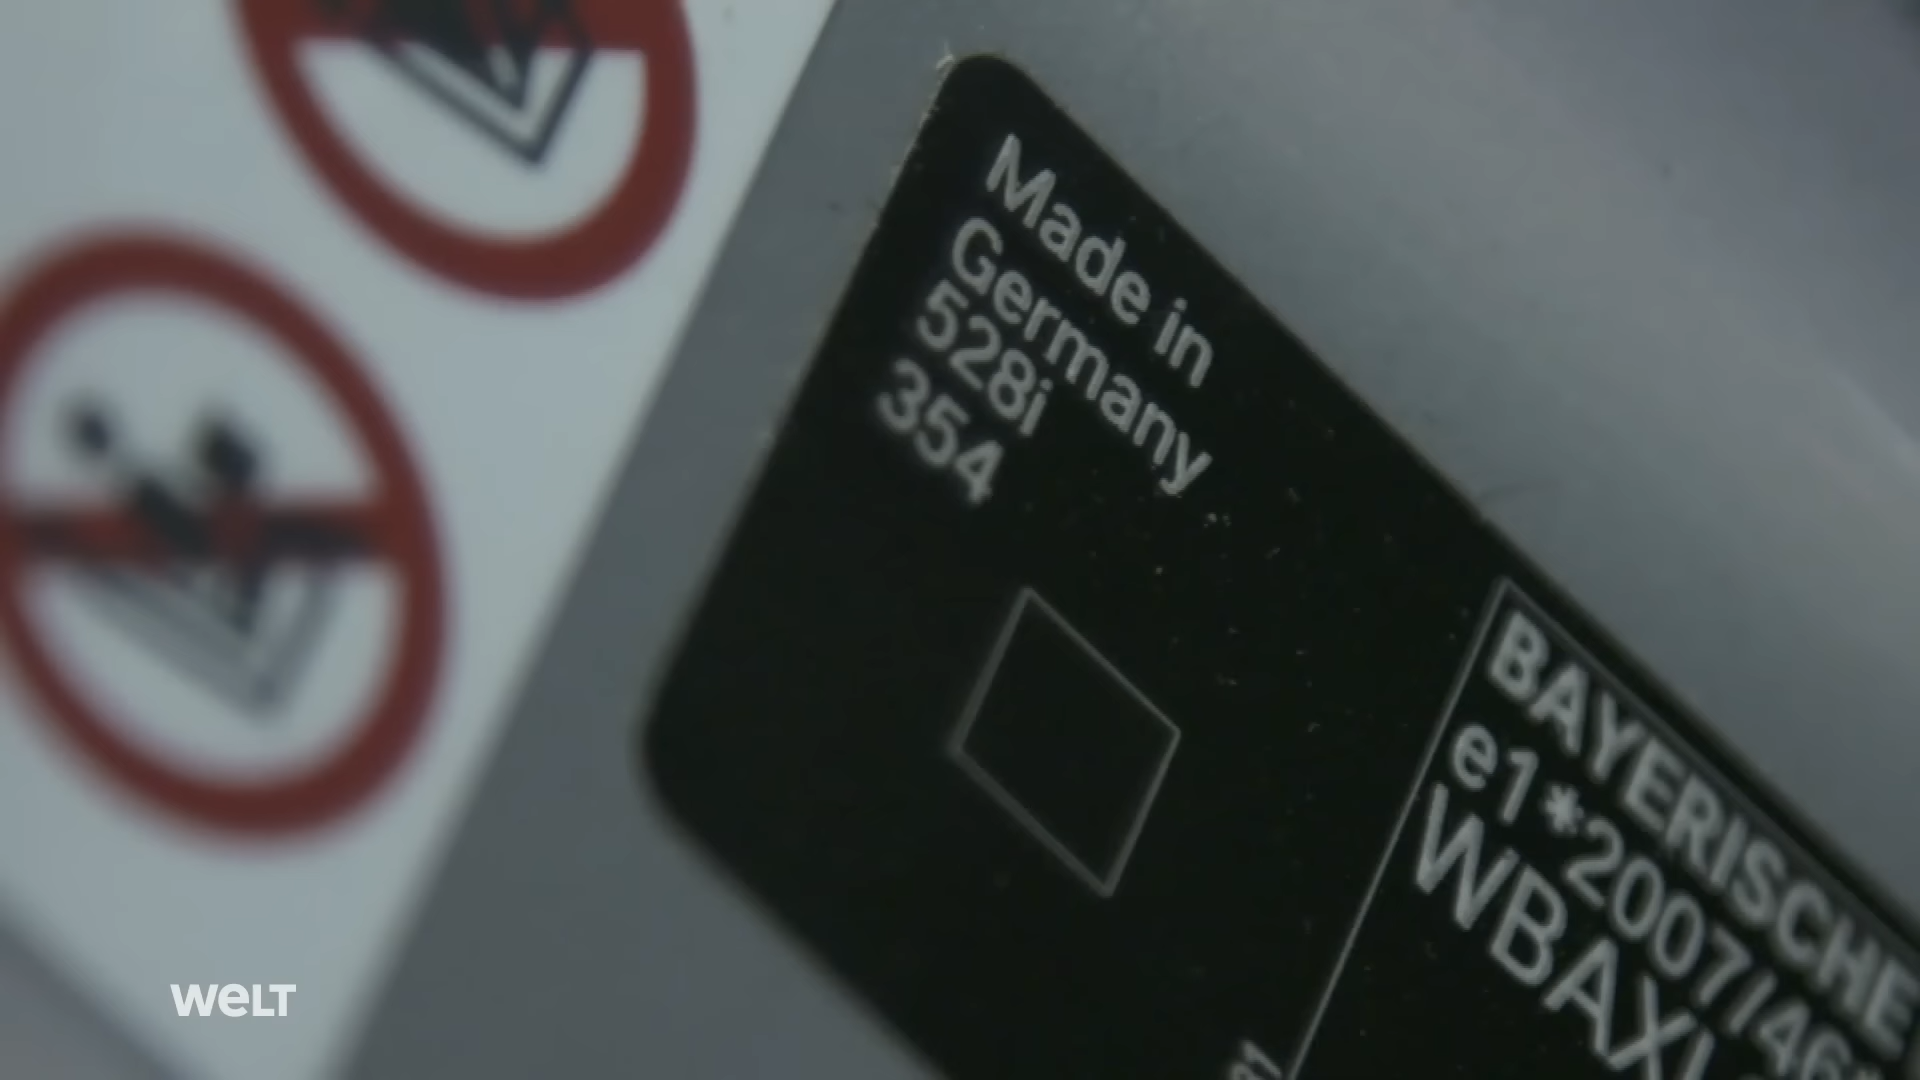 Made in
Germany
528i
354
BAYERISCHE
e1*2007/46*
WBAXL
WELT